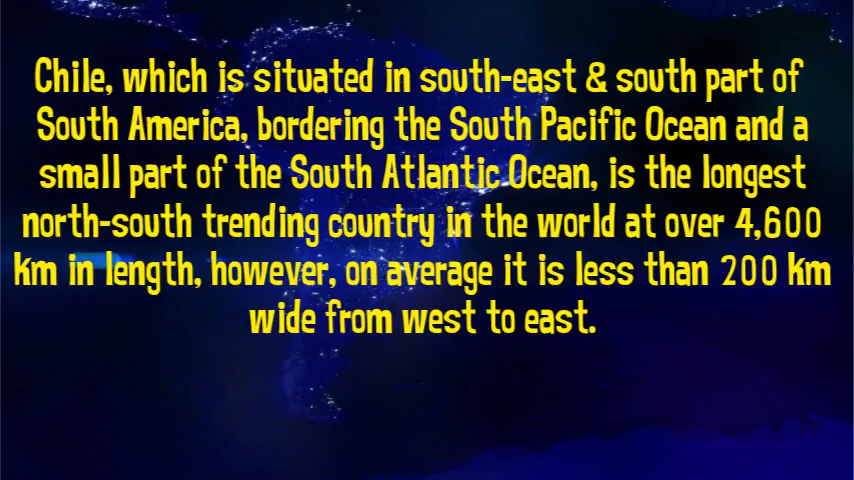 Chile, which is situated in south-east & south part of
South America, bordering the South Pacific Ocean and a
small part of the South Atlantic Ocean, is the longest
north-south trending country in the world at over 4,600
km in length, however, on average it is less than 200 km
wide from west to east.